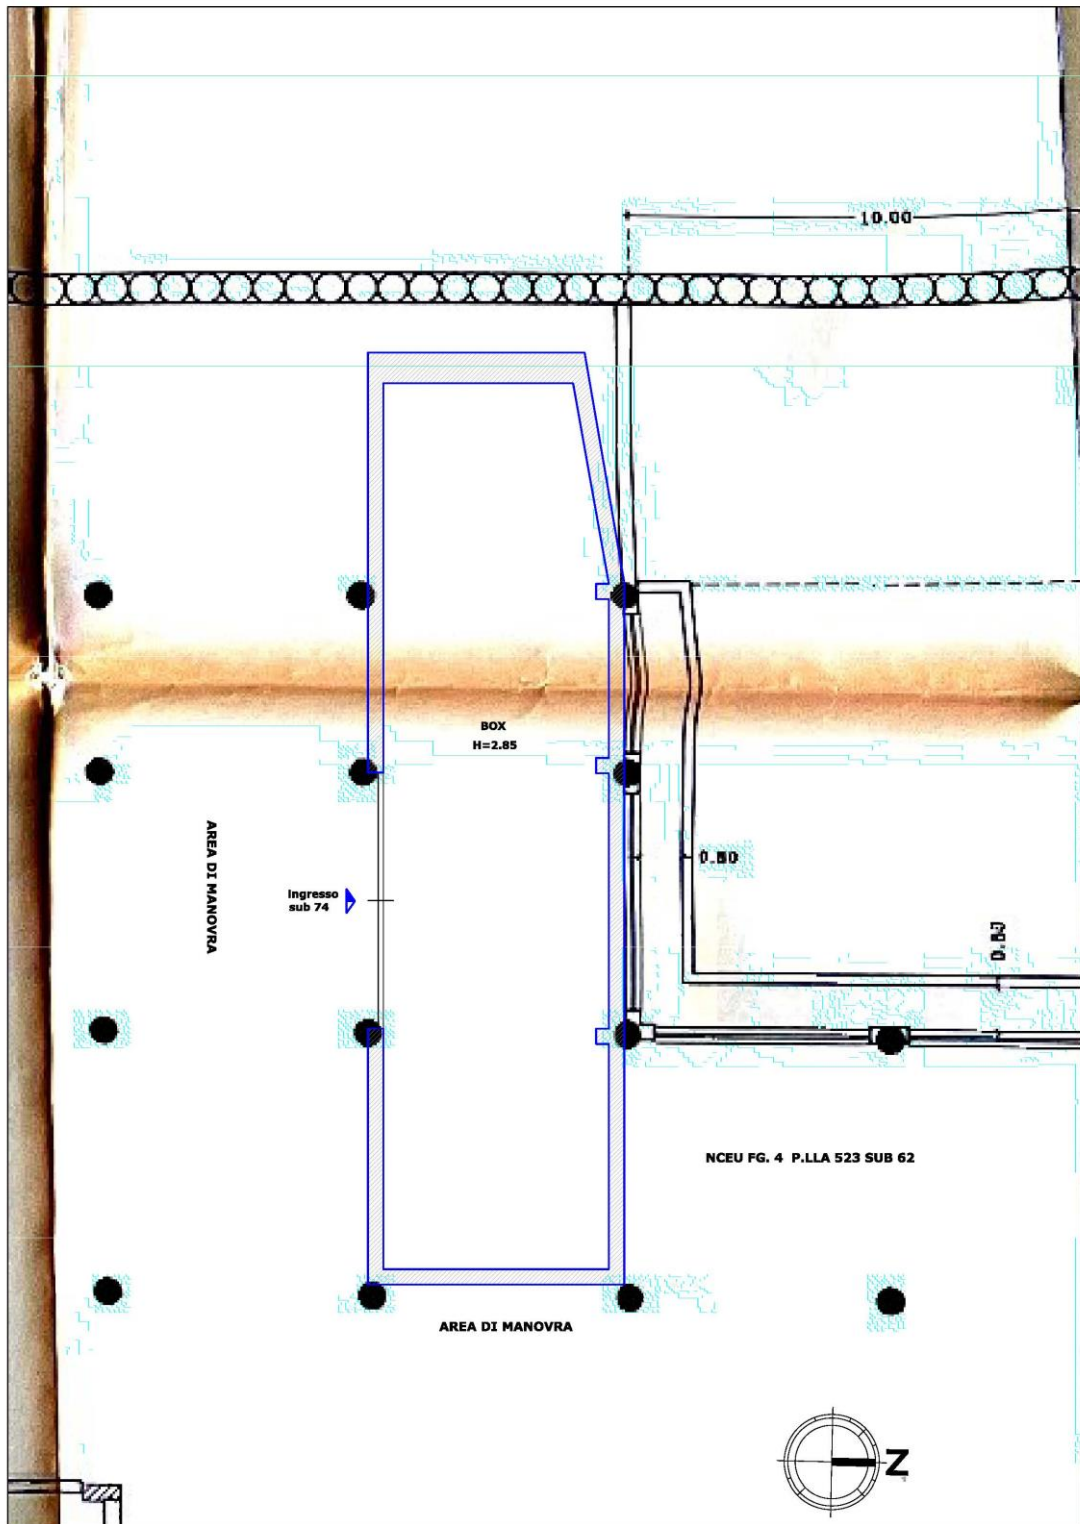 10.00
BOX
H=2.85
AREA DI MANOVRA
Ingresso
sub 74
0.80
NCEU FG. 4 P.LLA 523 SUB 62
AREA DI MANOVRA
N